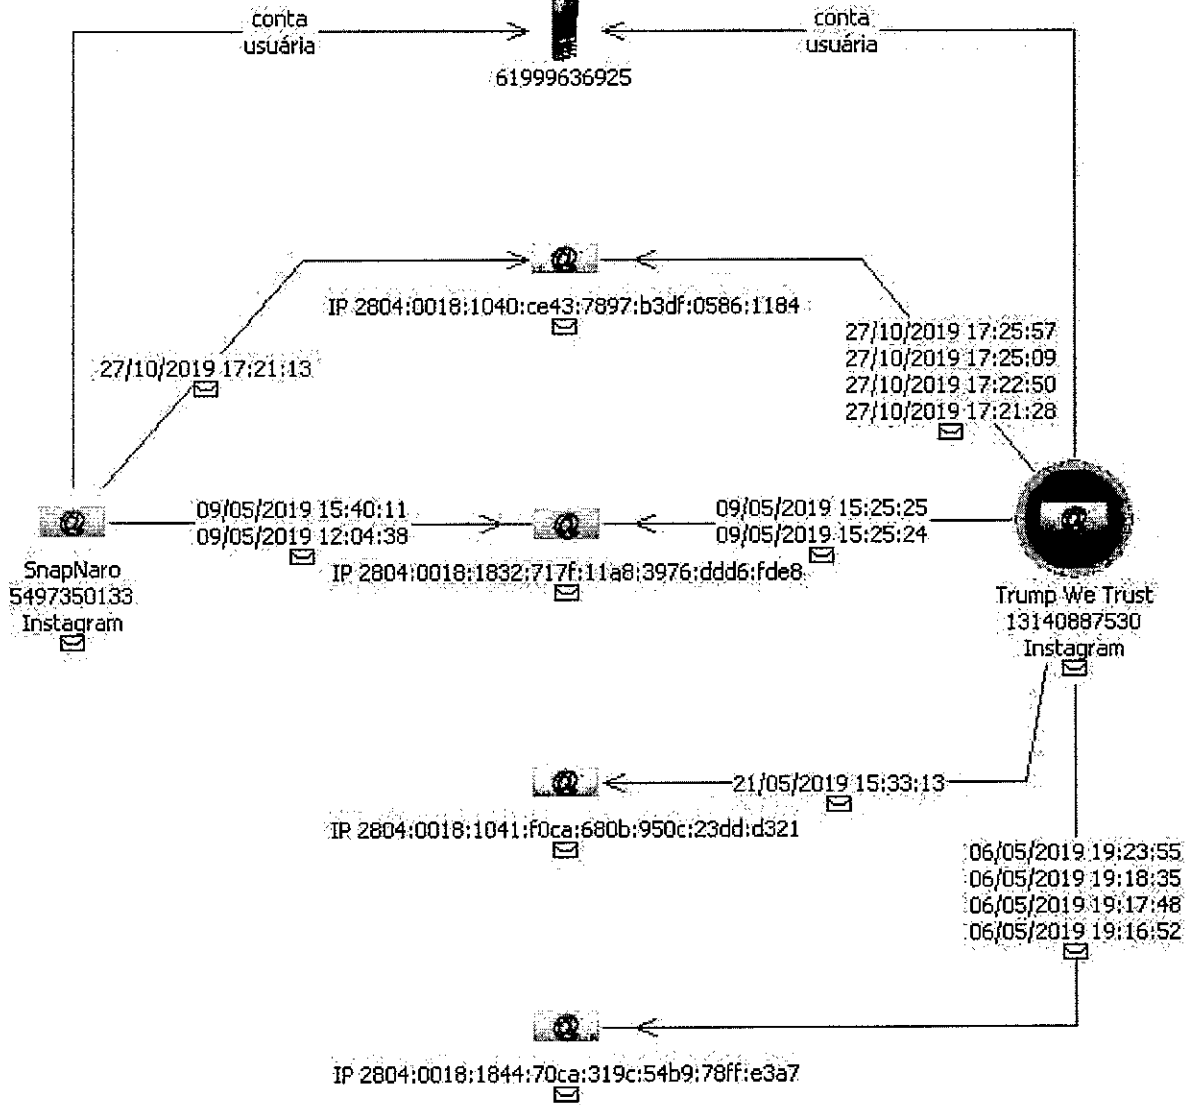 conta
usuária
conta
usuária
61999636925
IP 2804:0018:1040:ce43:7897:b3df:0586:1184
27/10/2019 17:21:13
27/10/2019 17:25:57
27/10/2019 17:25:09
27/10/2019 17:22:50
27/10/2019 17:21:28
09/05/2019 15:40:11
09/05/2019 12:04:38
09/05/2019 15:25:25
09/05/2019 15:25:24
IP 2804:0018:1832:717f:11a8:3976:ddd6:fde8
SnapNaro
5497350133
Instagram
Trump We Trust
13140887530
Instagram
21/05/2019 15:33:13
IP 2804:0018:1041:f0ca:680b:950c:23dd:d321
06/05/2019 19:23:55
06/05/2019 19:18:35
06/05/2019 19:17:48
06/05/2019 19:16:52
IP 2804:0018:1844:70ca:319c:54b9:78ff:e3a7